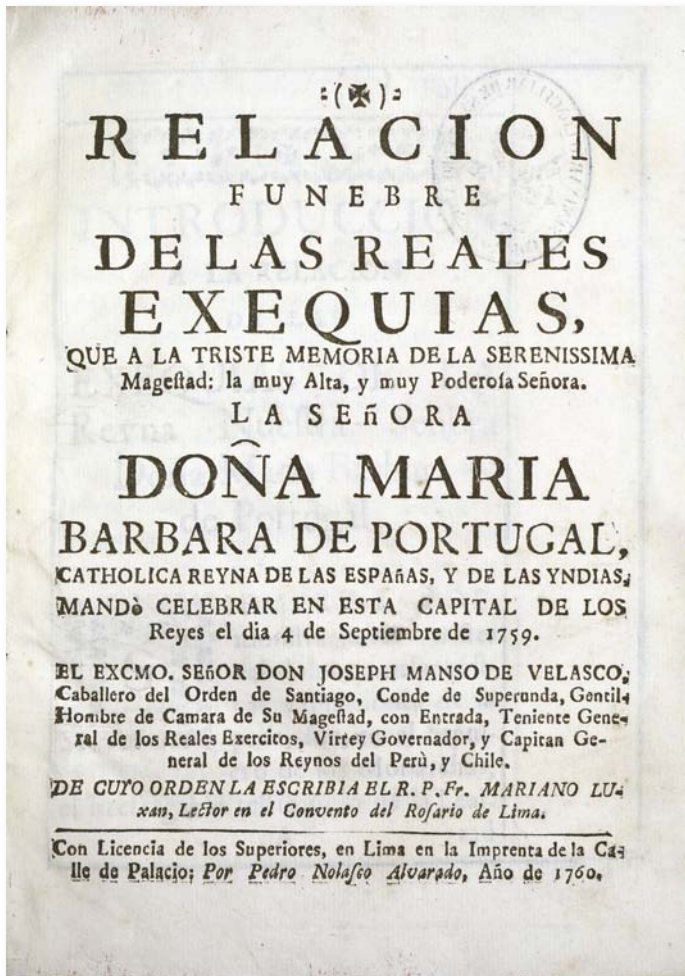 RELACION
FUNEBRE
DE LAS REALES
EXEQUIAS,
QUE A LA TRISTE MEMORIA DE LA SERENISSIMA
Mageſtad: la muy Alta, y muy Poderoſa Señora.
LA SEñORA
DOÑA MARIA
BARBARA DE PORTUGAL,
CATHOLICA REYNA DE LAS ESPAñAS, Y DE LAS YNDIAS,
MANDò CELEBRAR EN ESTA CAPITAL DE LOS
Reyes el dia 4 de Septiembre de 1759.
EL EXCMO. SEñOR DON JOSEPH MANSO DE VELASCO,
Caballero del Orden de Santiago, Conde de Superunda, Gentil-
Hombre de Camara de Su Mageſtad, con Entrada, Teniente Gene-
ral de los Reales Exercitos, Virrey Governador, y Capitan Ge-
neral de los Reynos del Perù, y Chile.
DE CUYO ORDEN LA ESCRIBIA EL R. P. Fr. MARIANO LU-
xan, Lector en el Convento del Roſario de Lima.
Con Licencia de los Superiores, en Lima en la Imprenta de la Ca-
lle de Palacio; Por Pedro Nolaſco Alvarado, Año de 1760.